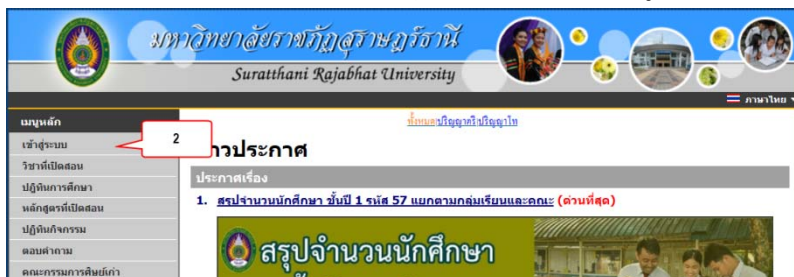 มหาวิทยาลัยราชภัฏสุราษฎร์ธานี
Suratthani Rajabhat University
ภาษาไทย
เมนูหลัก
ทั้งหมด|ปริญญาตรี|ปริญญาโท
เข้าสู่ระบบ
2
าวประกาศ
วิชาที่เปิดสอน
ประกาศเรื่อง
ปฏิทินการศึกษา
1. สรุปจำนวนนักศึกษา ชั้นปี 1 รหัส 57 แยกตามกลุ่มเรียนและคณะ (ด่วนที่สุด)
หลักสูตรที่เปิดสอน
ปฏิทินกิจกรรม
ตอบคำถาม
สรุปจำนวนนักศึกษา
คณะกรรมการศิษย์เก่า